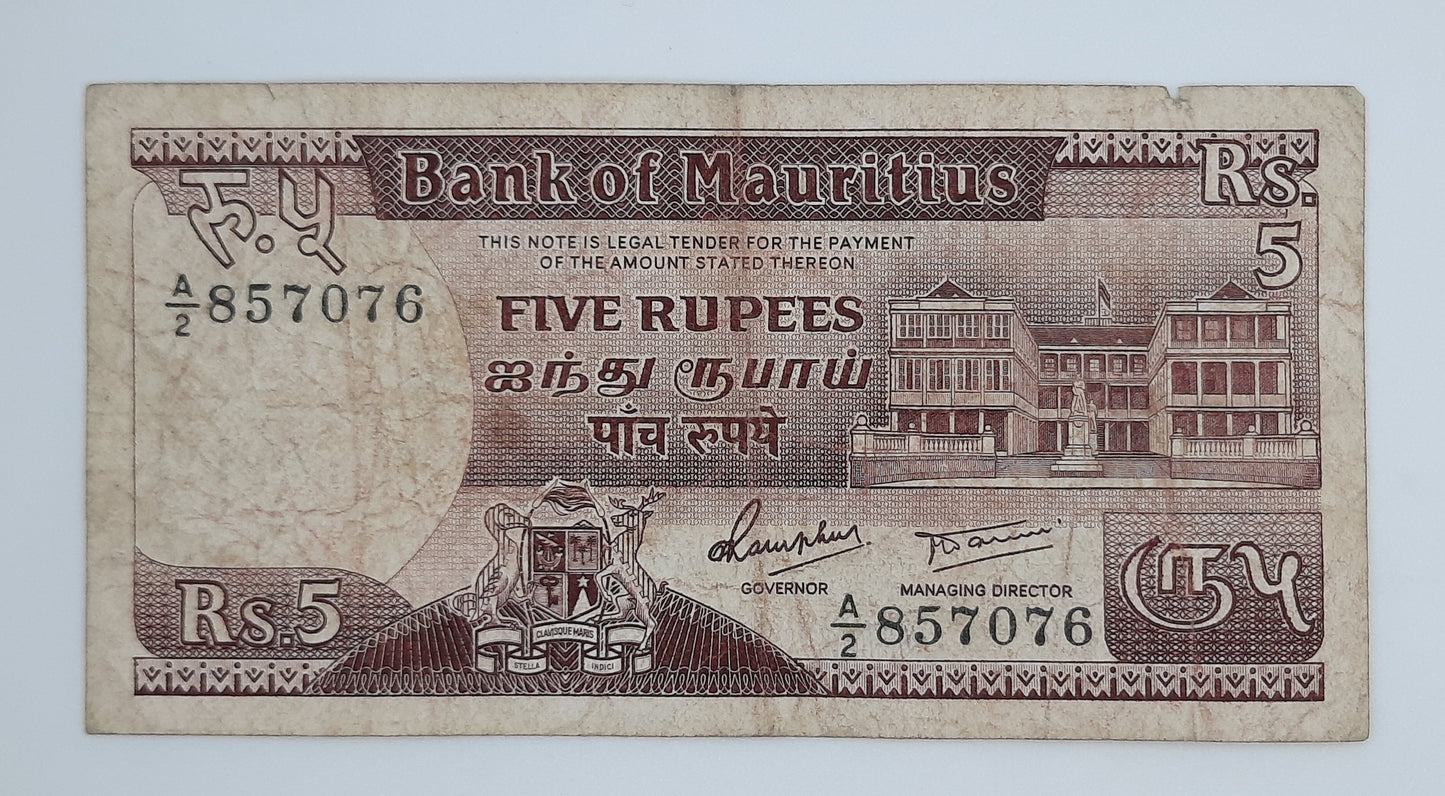 Bank of Mauritius
Rs.
5
रु. ५
A/2 857076
THIS NOTE IS LEGAL TENDER FOR THE PAYMENT
OF THE AMOUNT STATED THEREON
FIVE RUPEES
ஐந்து ரூபாய்
पाँच रुपये
GOVERNOR
MANAGING DIRECTOR
A/2 857076
Rs.5
CLAVISQUE MARIS
STELLA INDICI
ரூ
५